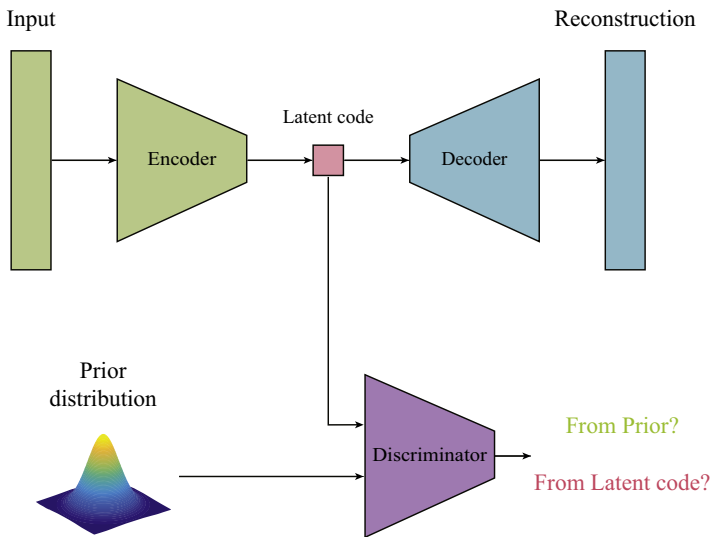 Input
Reconstruction
Latent code
Encoder
Decoder
Prior
distribution
Discriminator
From Prior?
From Latent code?